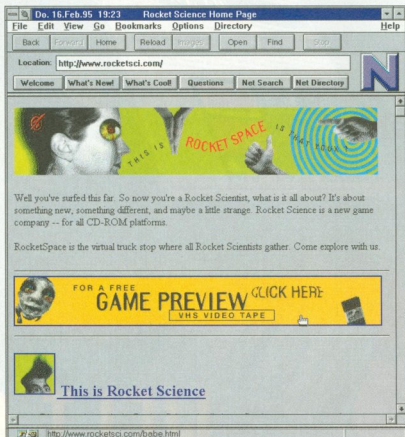 Do. 16.Feb.95 19:23 Rocket Science Home Page
File Edit View Go Bookmarks Options Directory Help
Back Forward Home Reload Images Open Find Stop
Location: http://www.rocketsci.com/
Welcome What's New! What's Cool! Questions Net Search Net Directory
N
THIS IS ROCKET SPACE IS THAT YOU?
Well you've surfed this far. So now you're a Rocket Scientist, what is it all about? It's about
something new, something different, and maybe a little strange. Rocket Science is a new game
company -- for all CD-ROM platforms.
RocketSpace is the virtual truck stop where all Rocket Scientists gather. Come explore with us.
FOR A FREE
GAME PREVIEW CLICK HERE
VHS VIDEO TAPE
This is Rocket Science
http://www.rocketsci.com/babe.html